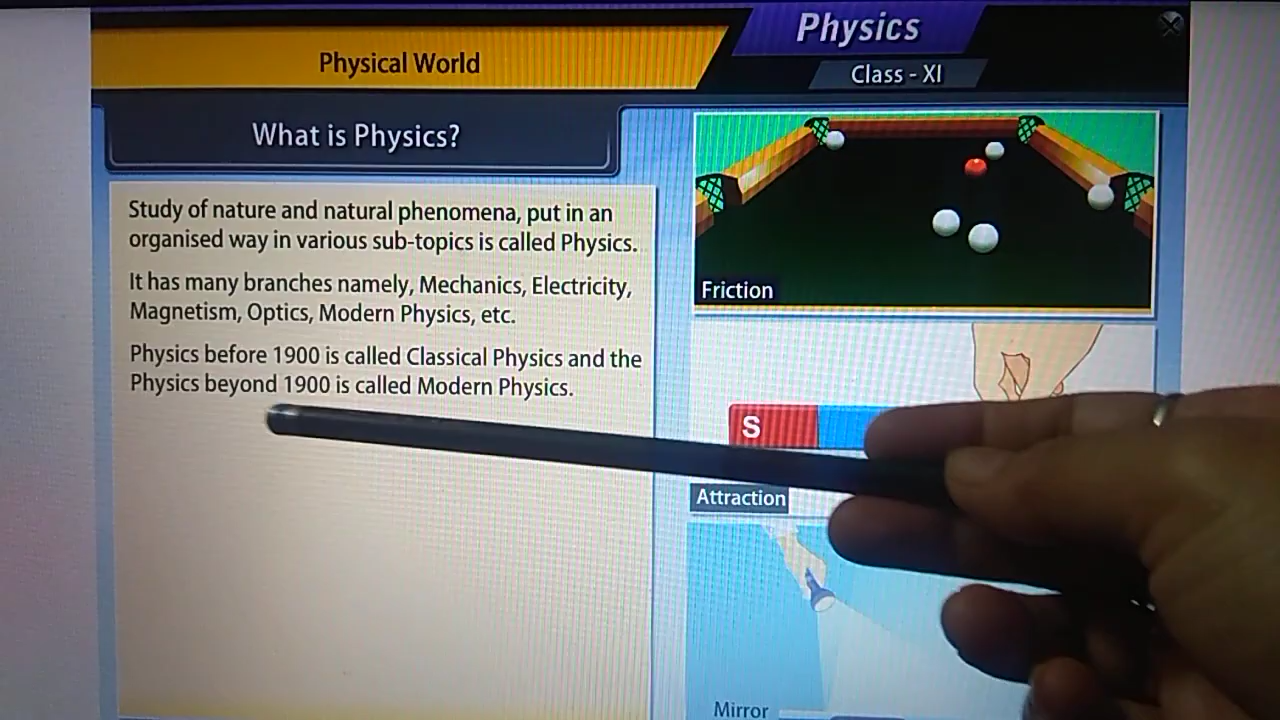 Physics
Physical World
Class - XI
What is Physics?
Study of nature and natural phenomena, put in an
organised way in various sub-topics is called Physics.
It has many branches namely, Mechanics, Electricity,
Magnetism, Optics, Modern Physics, etc.
Physics before 1900 is called Classical Physics and the
Physics beyond 1900 is called Modern Physics.
Friction
S
Attraction
Mirror